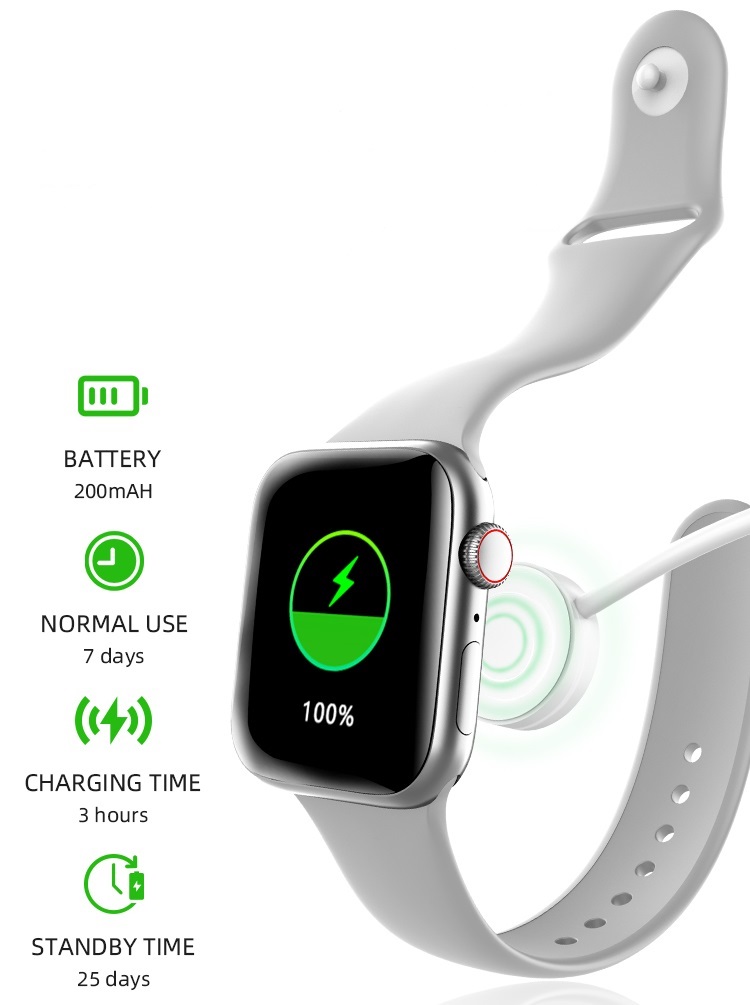 BATTERY
200mAH
NORMAL USE
7 days
CHARGING TIME
3 hours
STANDBY TIME
25 days
100%